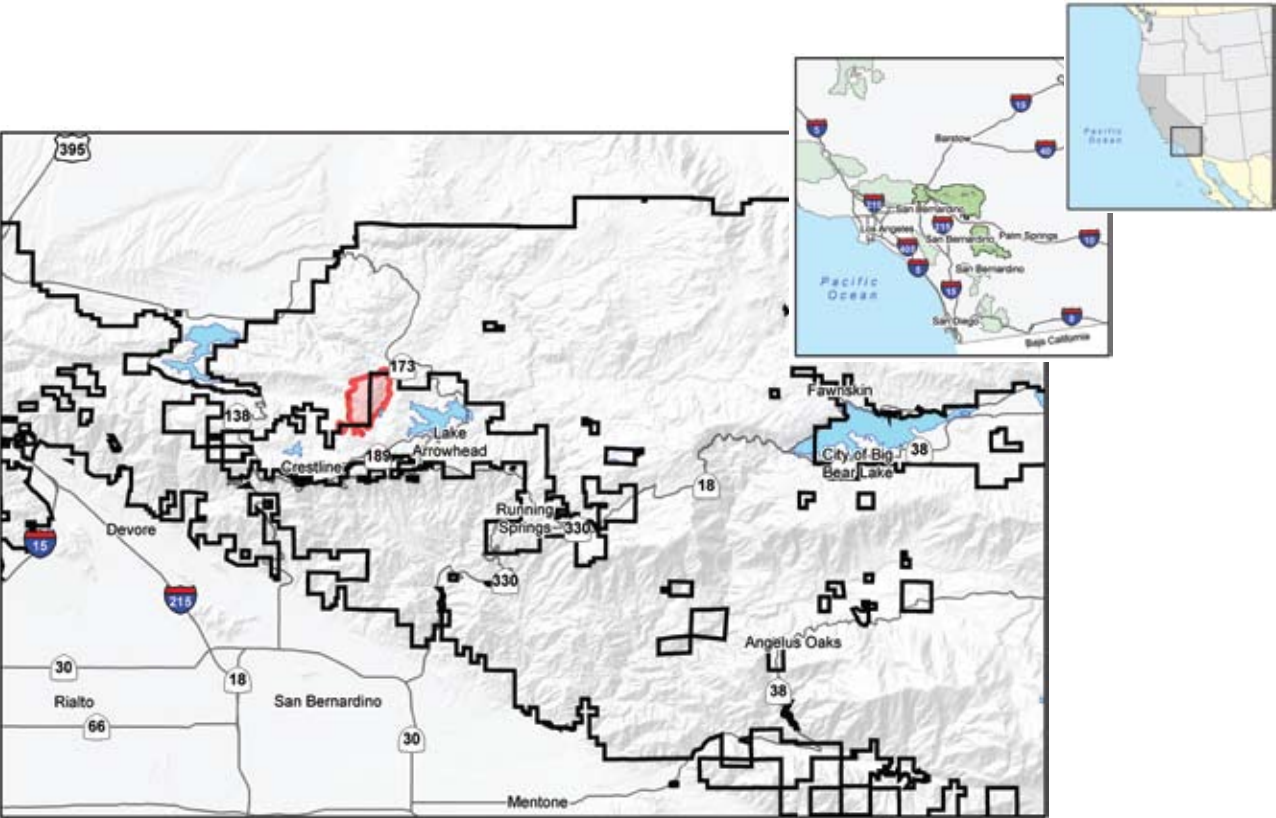 Pacific
Ocean
15
5
Barstow
40
395
San Bernardino
Los Angeles
215
San Bernardino
Palm Springs
10
405
5
San Bernardino
Pacific
Ocean
15
San Diego
8
Baja California
173
Fawnskin
138
Lake
Arrowhead
189
Crestline
38
City of Big
Bear Lake
18
Running
Springs
330
Devore
15
330
215
Angelus Oaks
30
18
38
Rialto
San Bernardino
66
30
Mentone